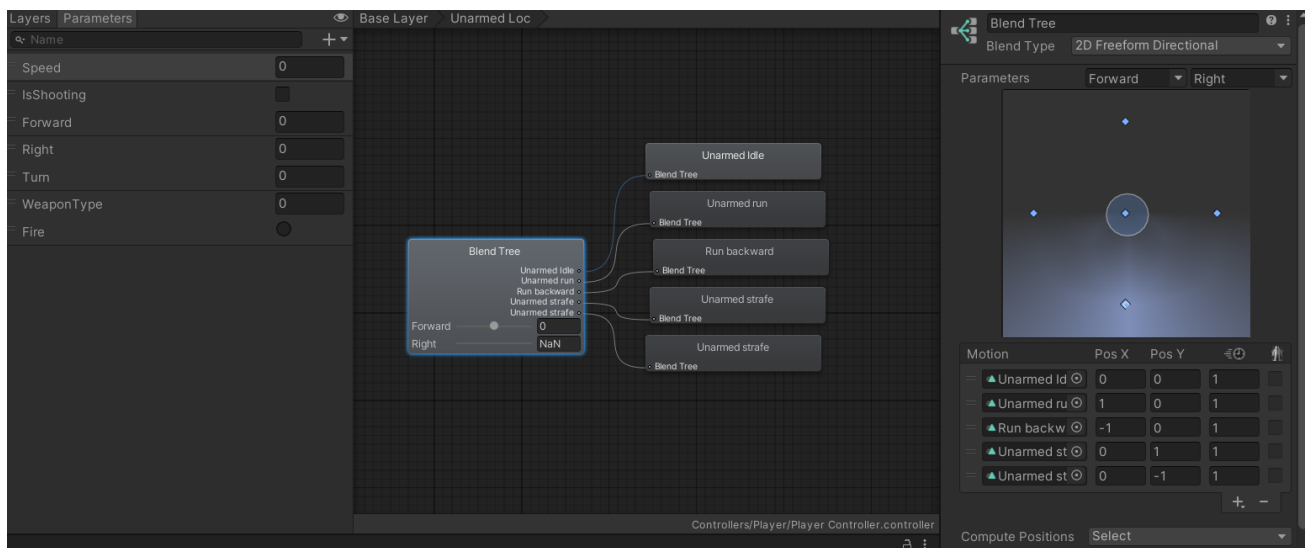 Layers Parameters
Name
Speed 0
IsShooting
Forward 0
Right 0
Turn 0
WeaponType 0
Fire
Base Layer Unarmed Loc
Unarmed Idle
Blend Tree
Unarmed run
Blend Tree
Run backward
Blend Tree
Unarmed strafe
Blend Tree
Unarmed strafe
Blend Tree
Blend Tree
Unarmed Idle
Unarmed run
Run backward
Unarmed strafe
Unarmed strafe
Forward 0
Right NaN
Controllers/Player/Player Controller.controller
Blend Tree
Blend Type 2D Freeform Directional
Parameters Forward Right
Motion Pos X Pos Y
Unarmed Id 0 0 1
Unarmed ru 1 0 1
Run backw -1 0 1
Unarmed st 0 1 1
Unarmed st 0 -1 1
+ -
Compute Positions Select